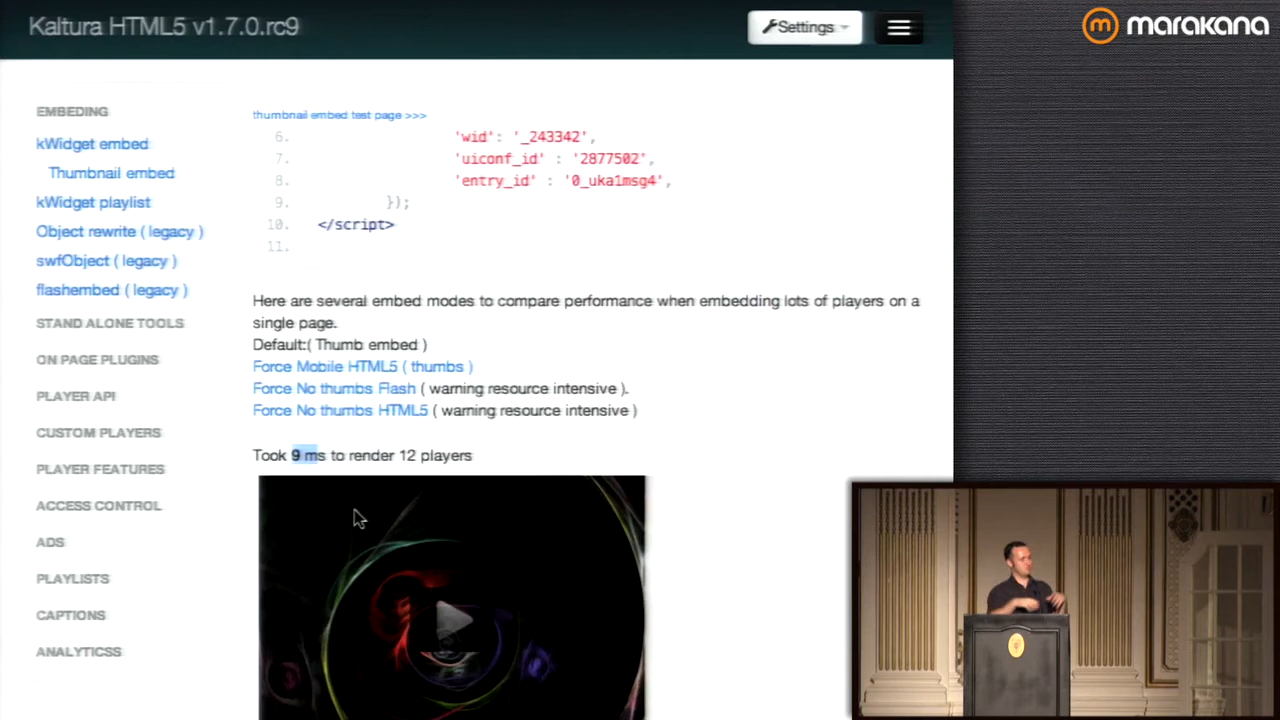 Kaltura HTML5 v1.7.0.rc9
Settings
marakana
EMBEDING
kWidget embed
Thumbnail embed
kWidget playlist
Object rewrite ( legacy )
swfObject ( legacy )
flashembed ( legacy )
STAND ALONE TOOLS
ON PAGE PLUGINS
PLAYER API
CUSTOM PLAYERS
PLAYER FEATURES
ACCESS CONTROL
ADS
PLAYLISTS
CAPTIONS
ANALYTICSS
thumbnail embed test page >>>
6. 'wid': '_243342',
7. 'uiconf_id' : '2877502',
8. 'entry_id' : '0_uka1msg4',
9. });
10. </script>
11.
Here are several embed modes to compare performance when embedding lots of players on a
single page.
Default:( Thumb embed )
Force Mobile HTML5 ( thumbs )
Force No thumbs Flash ( warning resource intensive ).
Force No thumbs HTML5 ( warning resource intensive )
Took 9 ms to render 12 players